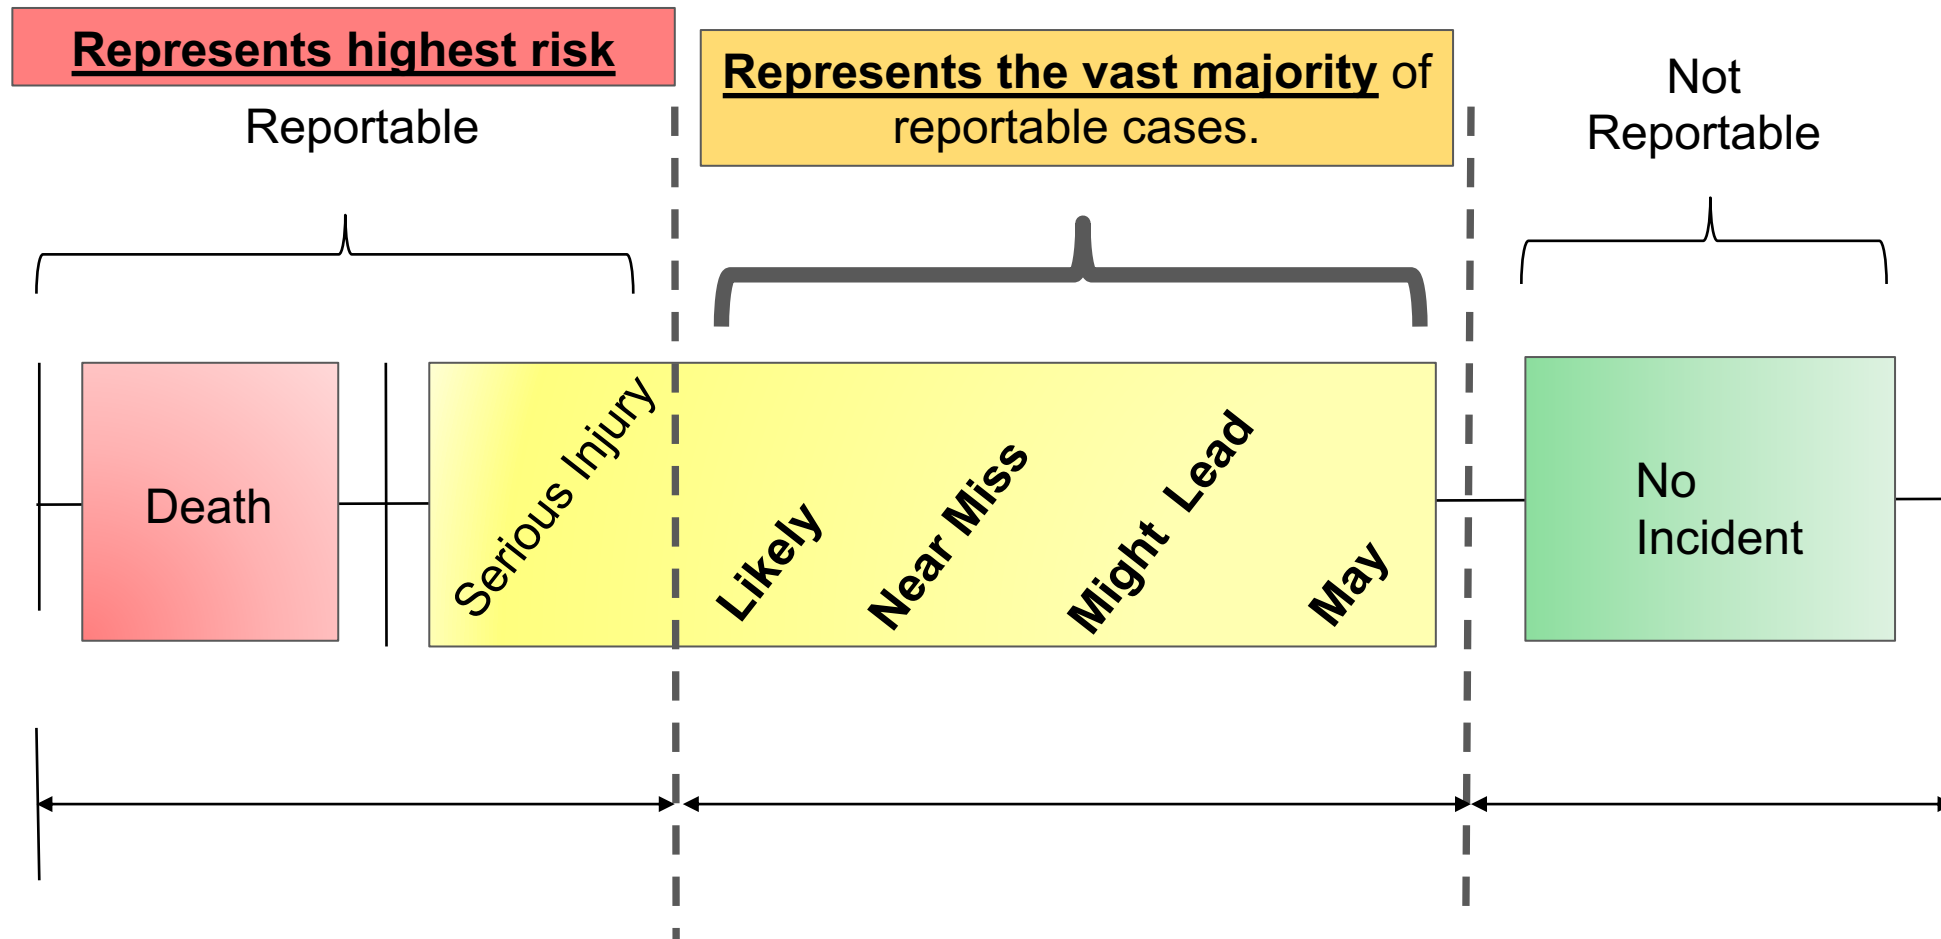 Represents highest risk
Reportable
Represents the vast majority of
reportable cases.
Not
Reportable
Death
Serious Injury
Likely
Near Miss
Might Lead
May
No
Incident